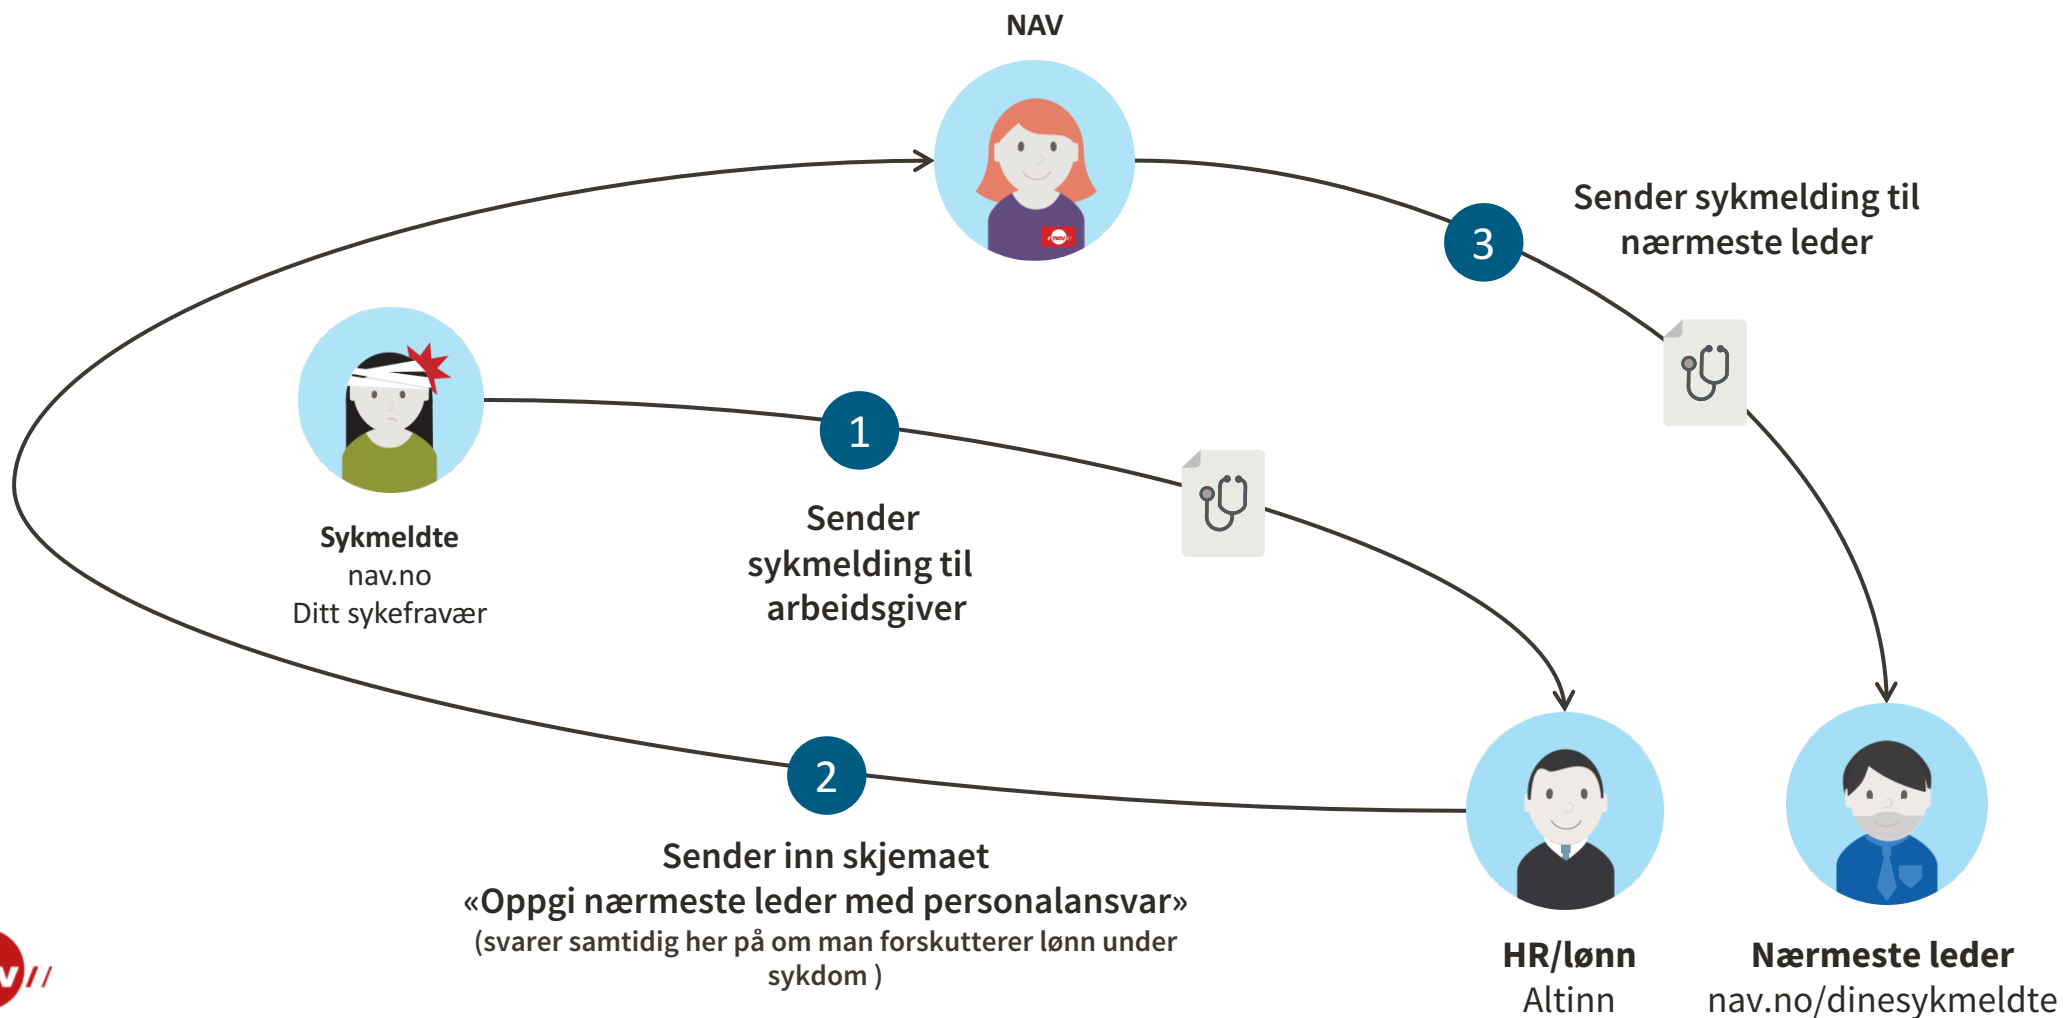 NAV
Sender sykmelding til
nærmeste leder
3
1
Sender
sykmelding til
arbeidsgiver
Sykmeldte
nav.no
Ditt sykefravær
2
Sender inn skjemaet
«Oppgi nærmeste leder med personalansvar»
(svarer samtidig her på om man forskutterer lønn under
sykdom )
HR/lønn
Altinn
Nærmeste leder
nav.no/dinesykmeldte